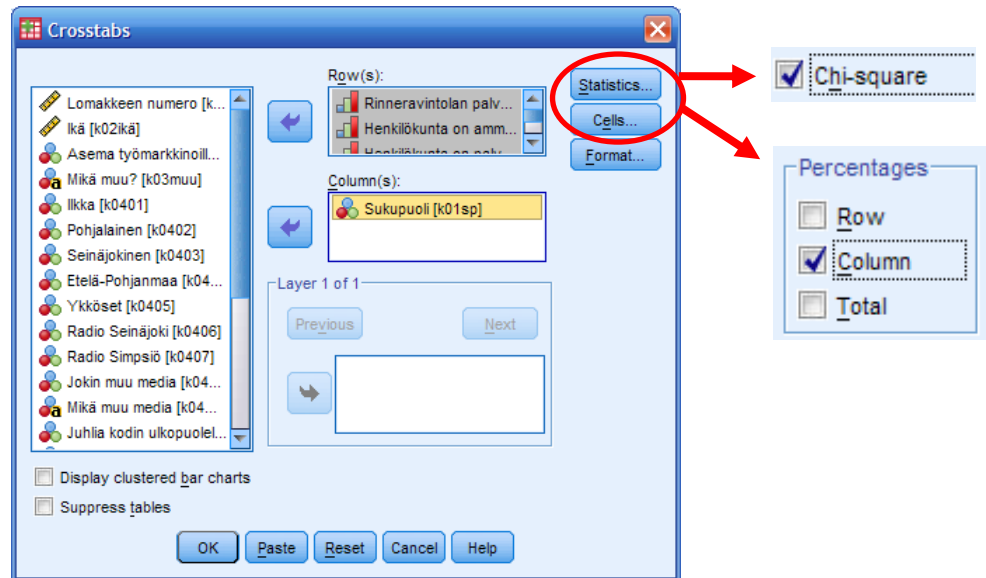 Crosstabs
Lomakkeen numero [k...
Ikä [k02ikä]
Asema työmarkkinoill...
Mikä muu? [k03muu]
Ilkka [k0401]
Pohjalainen [k0402]
Seinäjokinen [k0403]
Etelä-Pohjanmaa [k04...
Ykköset [k0405]
Radio Seinäjoki [k0406]
Radio Simpsiö [k0407]
Jokin muu media [k04...
Mikä muu media [k04...
Juhlia kodin ulkopuolel...
Row(s):
Rinneravintolan palv...
Henkilökunta on amm...
Henkilökunta on palv...
Column(s):
Sukupuoli [k01sp]
Layer 1 of 1
Previous
Next
Statistics...
Cells...
Format...
Display clustered bar charts
Suppress tables
OK Paste Reset Cancel Help
Chi-square
Percentages
Row
Column
Total